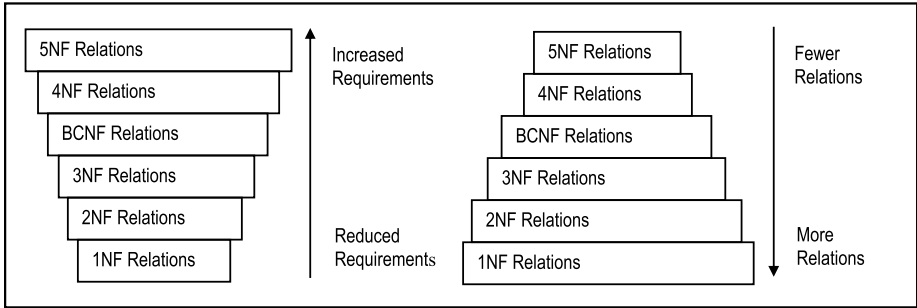 5NF Relations
4NF Relations
BCNF Relations
3NF Relations
2NF Relations
1NF Relations
Increased
Requirements
Reduced
Requirements
5NF Relations
4NF Relations
BCNF Relations
3NF Relations
2NF Relations
1NF Relations
Fewer
Relations
More
Relations